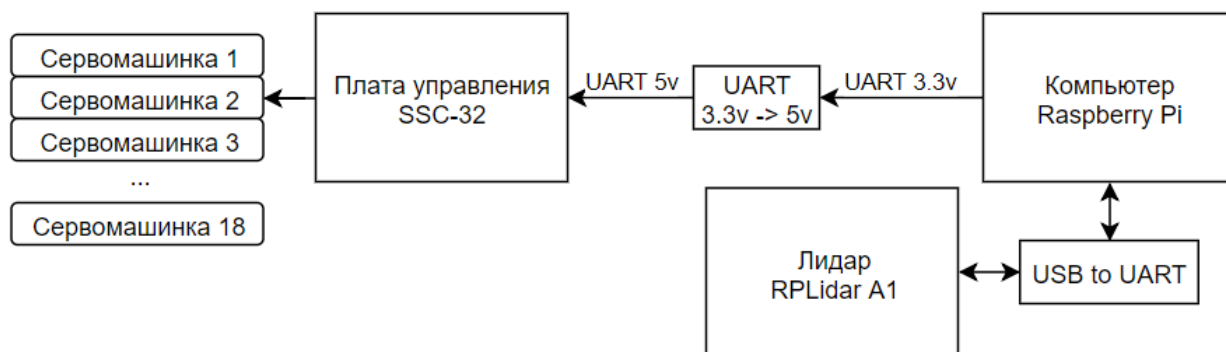 Сервомашинка 1
Сервомашинка 2
Сервомашинка 3
...
Сервомашинка 18
Плата управления
SSC-32
UART 5v
UART
3.3v -> 5v
UART 3.3v
Компьютер
Raspberry Pi
Лидар
RPLidar A1
USB to UART